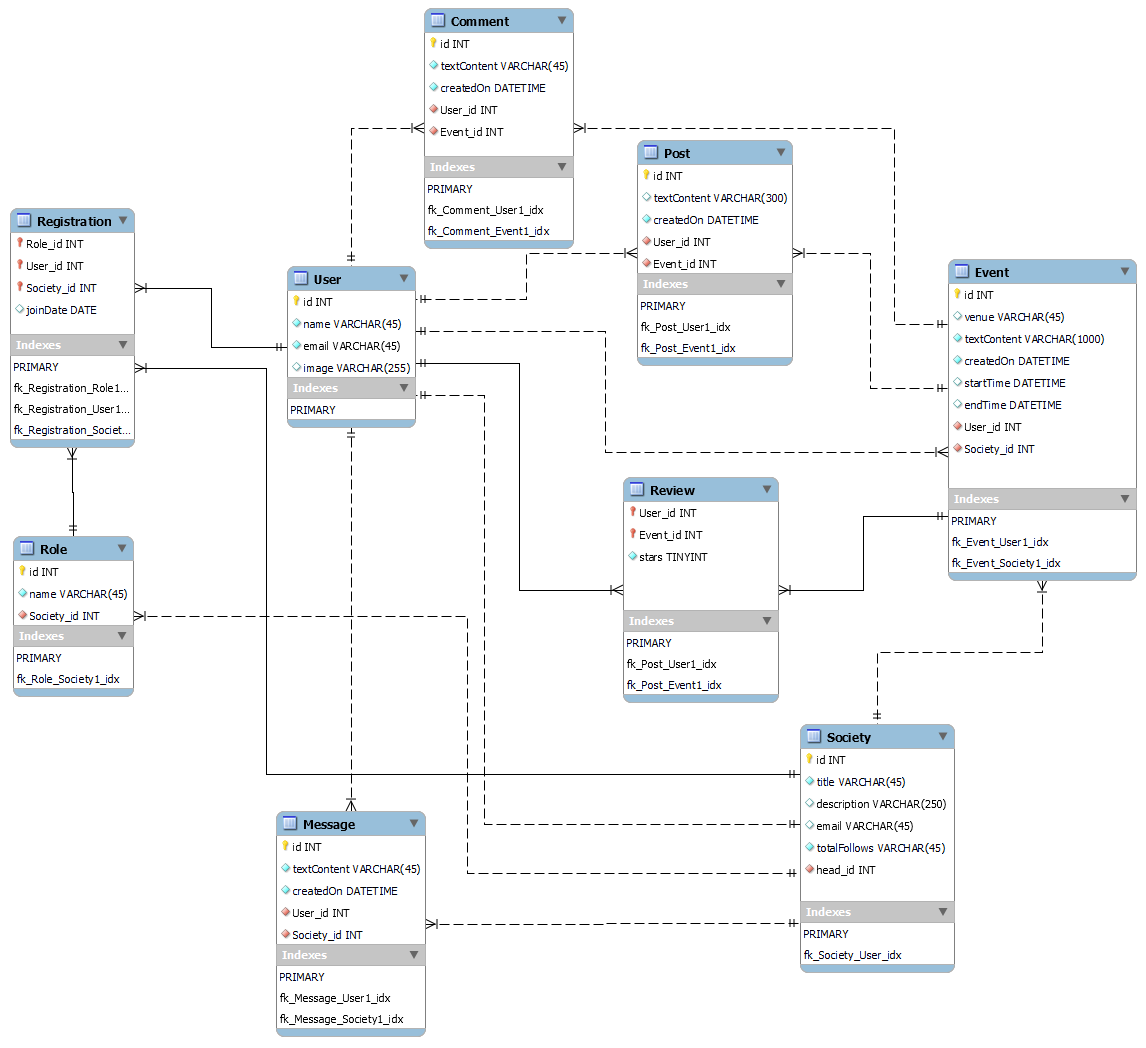 Comment
id INT
textContent VARCHAR(45)
createdOn DATETIME
User_id INT
Event_id INT
Indexes
PRIMARY
fk_Comment_User1_idx
fk_Comment_Event1_idx
Post
id INT
textContent VARCHAR(300)
createdOn DATETIME
User_id INT
Event_id INT
Indexes
PRIMARY
fk_Post_User1_idx
fk_Post_Event1_idx
Registration
Role_id INT
User_id INT
Society_id INT
joinDate DATE
Indexes
PRIMARY
fk_Registration_Role1...
fk_Registration_User1...
fk_Registration_Societ...
User
id INT
name VARCHAR(45)
email VARCHAR(45)
image VARCHAR(255)
Indexes
PRIMARY
Event
id INT
venue VARCHAR(45)
textContent VARCHAR(1000)
createdOn DATETIME
startTime DATETIME
endTime DATETIME
User_id INT
Society_id INT
Indexes
PRIMARY
fk_Event_User1_idx
fk_Event_Society1_idx
Review
User_id INT
Event_id INT
stars TINYINT
Indexes
PRIMARY
fk_Post_User1_idx
fk_Post_Event1_idx
Role
id INT
name VARCHAR(45)
Society_id INT
Indexes
PRIMARY
fk_Role_Society1_idx
Society
id INT
title VARCHAR(45)
description VARCHAR(250)
email VARCHAR(45)
totalFollows VARCHAR(45)
head_id INT
Indexes
PRIMARY
fk_Society_User_idx
Message
id INT
textContent VARCHAR(45)
createdOn DATETIME
User_id INT
Society_id INT
Indexes
PRIMARY
fk_Message_User1_idx
fk_Message_Society1_idx